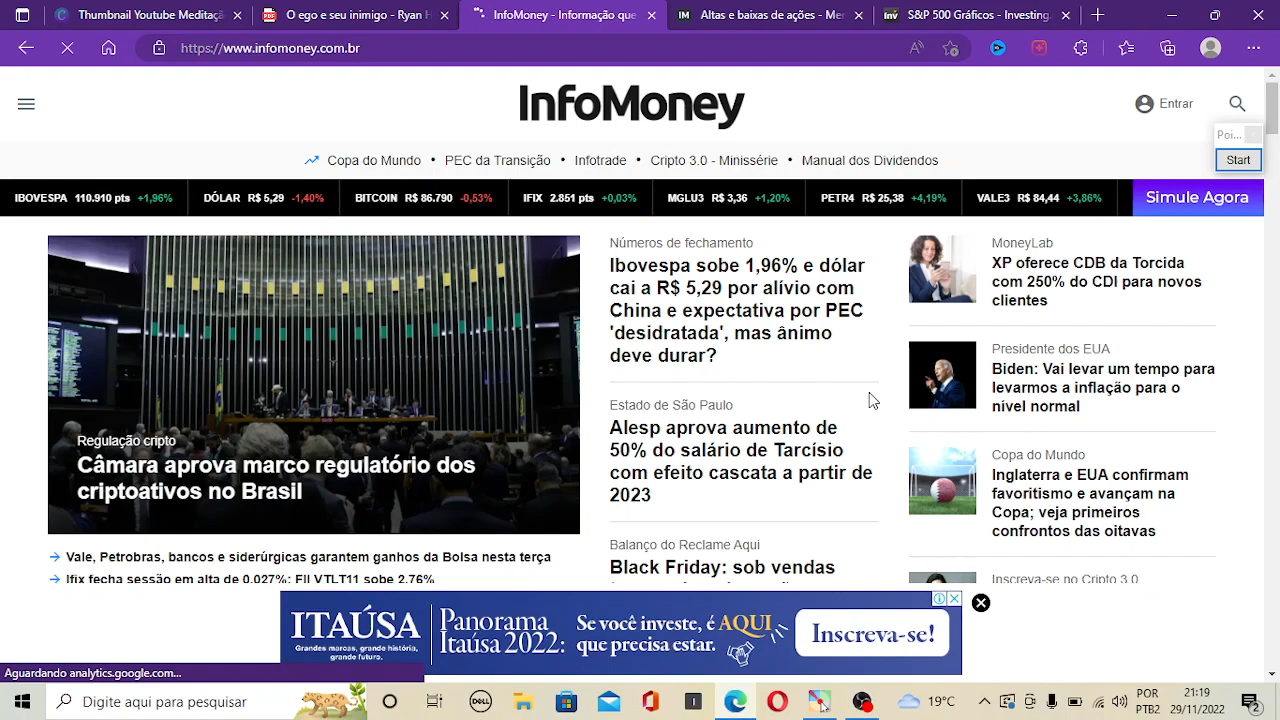 Youtube Textual Meditaç
O ego e seu inimigo - Ryan H
InfoMoney - Informação que
IM Altas e baixas de ações - Me
Inv S&P 500 Gráficos - Investing.
https://www.infomoney.com.br
InfoMoney
Entrar
Poi...
Start
Copa do Mundo • PEC da Transição • Infotrade • Cripto 3.0 - Minissérie • Manual dos Dividendos
IBOVESPA 110.910 pts +1,96% DÓLAR R$ 5,29 -1,40% BITCOIN R$ 86.790 -0,53% IFIX 2.851 pts +0,03% MGLU3 R$ 3,36 +1,20% PETR4 R$ 25,38 +4,19% VALE3 R$ 84,44 +3,86% Simule Agora
Regulação cripto
Câmara aprova marco regulatório dos
criptoativos no Brasil
Vale, Petrobras, bancos e siderúrgicas garantem ganhos da Bolsa nesta terça
Ifix fecha sessão em alta de 0,027%; FII VTLT11 sobe 2,76%
Números de fechamento
Ibovespa sobe 1,96% e dólar
cai a R$ 5,29 por alívio com
China e expectativa por PEC
'desidratada', mas ânimo
deve durar?
Estado de São Paulo
Alesp aprova aumento de
50% do salário de Tarcísio
com efeito cascata a partir de
2023
Balanço do Reclame Aqui
Black Friday: sob vendas
MoneyLab
XP oferece CDB da Torcida
com 250% do CDI para novos
clientes
Presidente dos EUA
Biden: Vai levar um tempo para
levarmos a inflação para o
nível normal
Copa do Mundo
Inglaterra e EUA confirmam
favoritismo e avançam na
Copa; veja primeiros
confrontos das oitavas
Inscreva-se no Cripto 3.0
ITAÚSA
Grandes marcas, grande história,
grande futuro.
Panorama
Itaúsa 2022:
Se você investe, é AQUI
que precisa estar.
Inscreva-se!
Aguardando analytics.google.com...
Digite aqui para pesquisar
DELL
19°C
POR
PTB2
21:19
29/11/2022
2